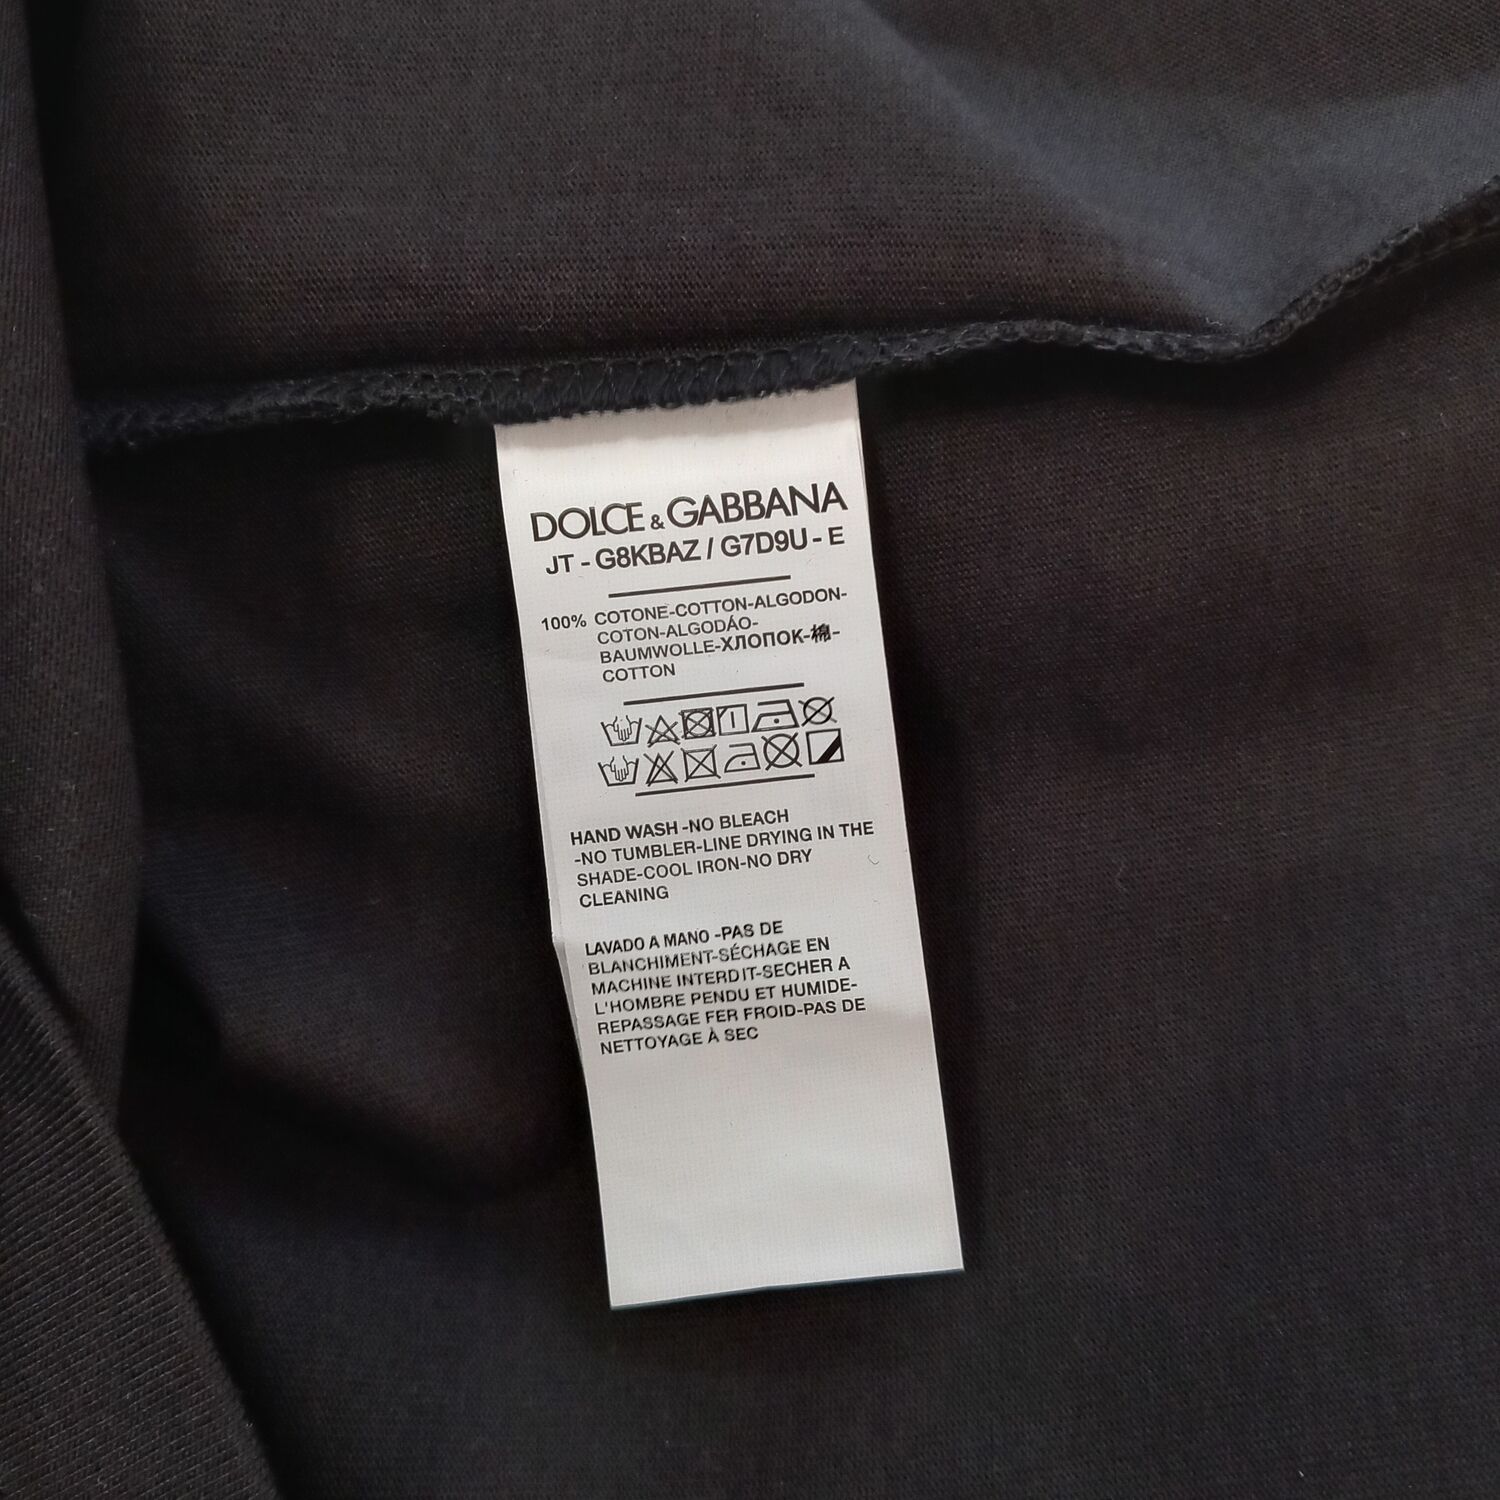 DOLCE & GABBANA
JT - G8KBAZ / G7D9U - E
100% COTONE-COTTON-ALGODON-
COTON-ALGODÁO-
BAUMWOLLE-ХЛОПОК-棉-
COTTON
HAND WASH -NO BLEACH
-NO TUMBLER-LINE DRYING IN THE
SHADE-COOL IRON-NO DRY
CLEANING
LAVADO A MANO -PAS DE
BLANCHIMENT-SÉCHAGE EN
MACHINE INTERDIT-SECHER A
L'HOMBRE PENDU ET HUMIDE-
REPASSAGE FER FROID-PAS DE
NETTOYAGE À SEC